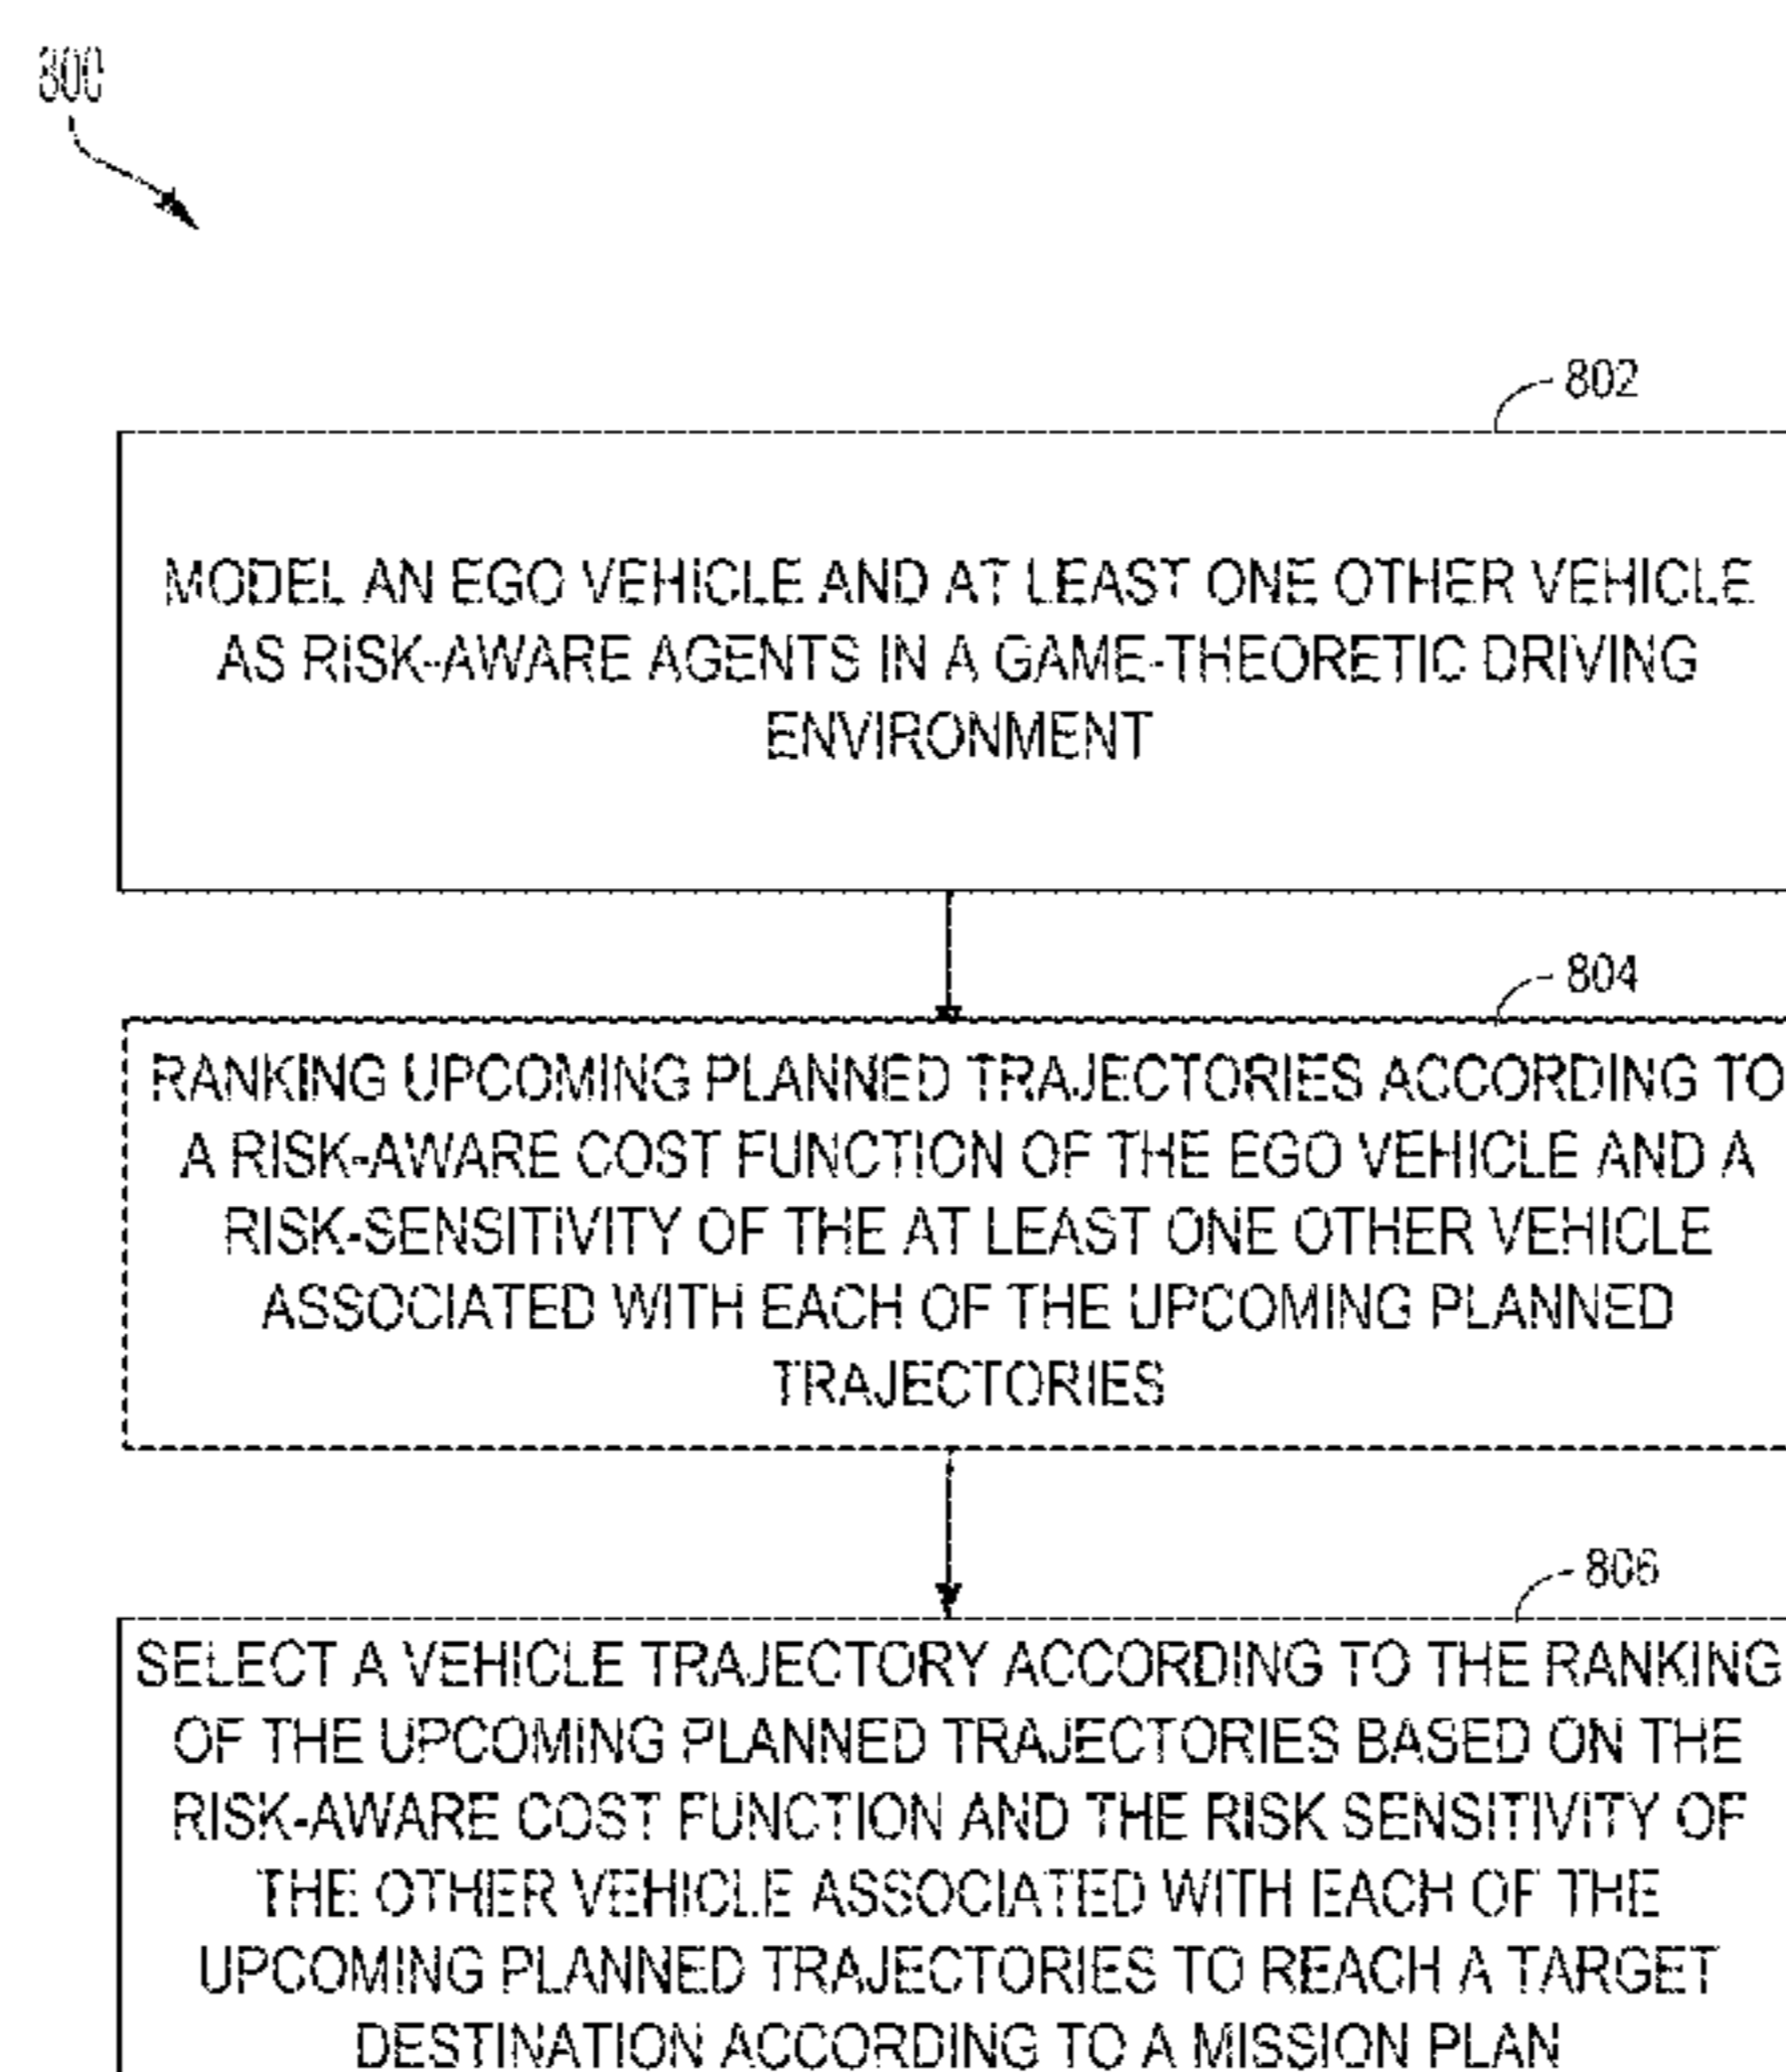 800
802
MODEL AN EGO VEHICLE AND AT LEAST ONE OTHER VEHICLE
AS RISK-AWARE AGENTS IN A GAME-THEORETIC DRIVING
ENVIRONMENT
804
RANKING UPCOMING PLANNED TRAJECTORIES ACCORDING TO
A RISK-AWARE COST FUNCTION OF THE EGO VEHICLE AND A
RISK-SENSITIVITY OF THE AT LEAST ONE OTHER VEHICLE
ASSOCIATED WITH EACH OF THE UPCOMING PLANNED
TRAJECTORIES
806
SELECT A VEHICLE TRAJECTORY ACCORDING TO THE RANKING
OF THE UPCOMING PLANNED TRAJECTORIES BASED ON THE
RISK-AWARE COST FUNCTION AND THE RISK SENSITIVITY OF
THE OTHER VEHICLE ASSOCIATED WITH EACH OF THE
UPCOMING PLANNED TRAJECTORIES TO REACH A TARGET
DESTINATION ACCORDING TO A MISSION PLAN